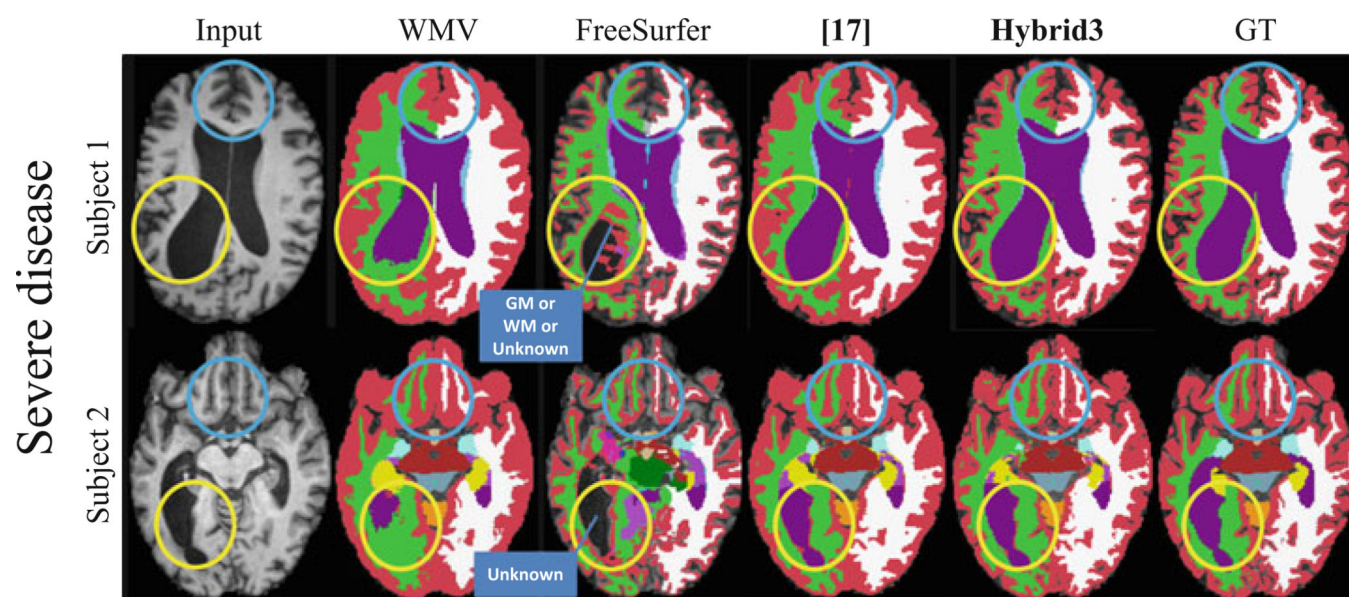 Input WMV FreeSurfer [17] Hybrid3 GT
Severe disease
Subject 1
GM or
WM or
Unknown
Subject 2
Unknown